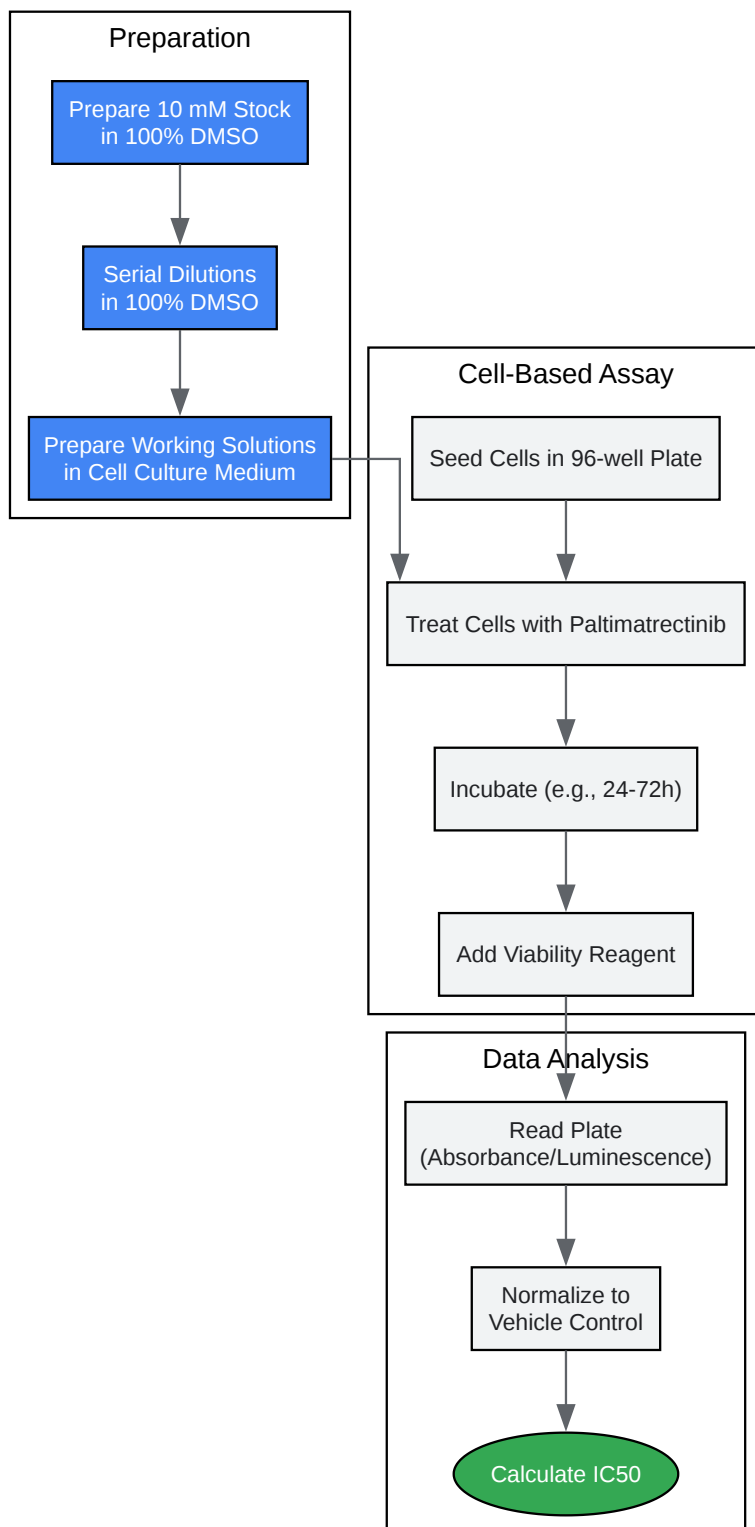 Preparation
Prepare 10 mM Stock
in 100% DMSO
Serial Dilutions
in 100% DMSO
Prepare Working Solutions
in Cell Culture Medium
Cell-Based Assay
Seed Cells in 96-well Plate
Treat Cells with Paltimatrectinib
Incubate (e.g., 24-72h)
Add Viability Reagent
Data Analysis
Read Plate
(Absorbance/Luminescence)
Normalize to
Vehicle Control
Calculate IC50